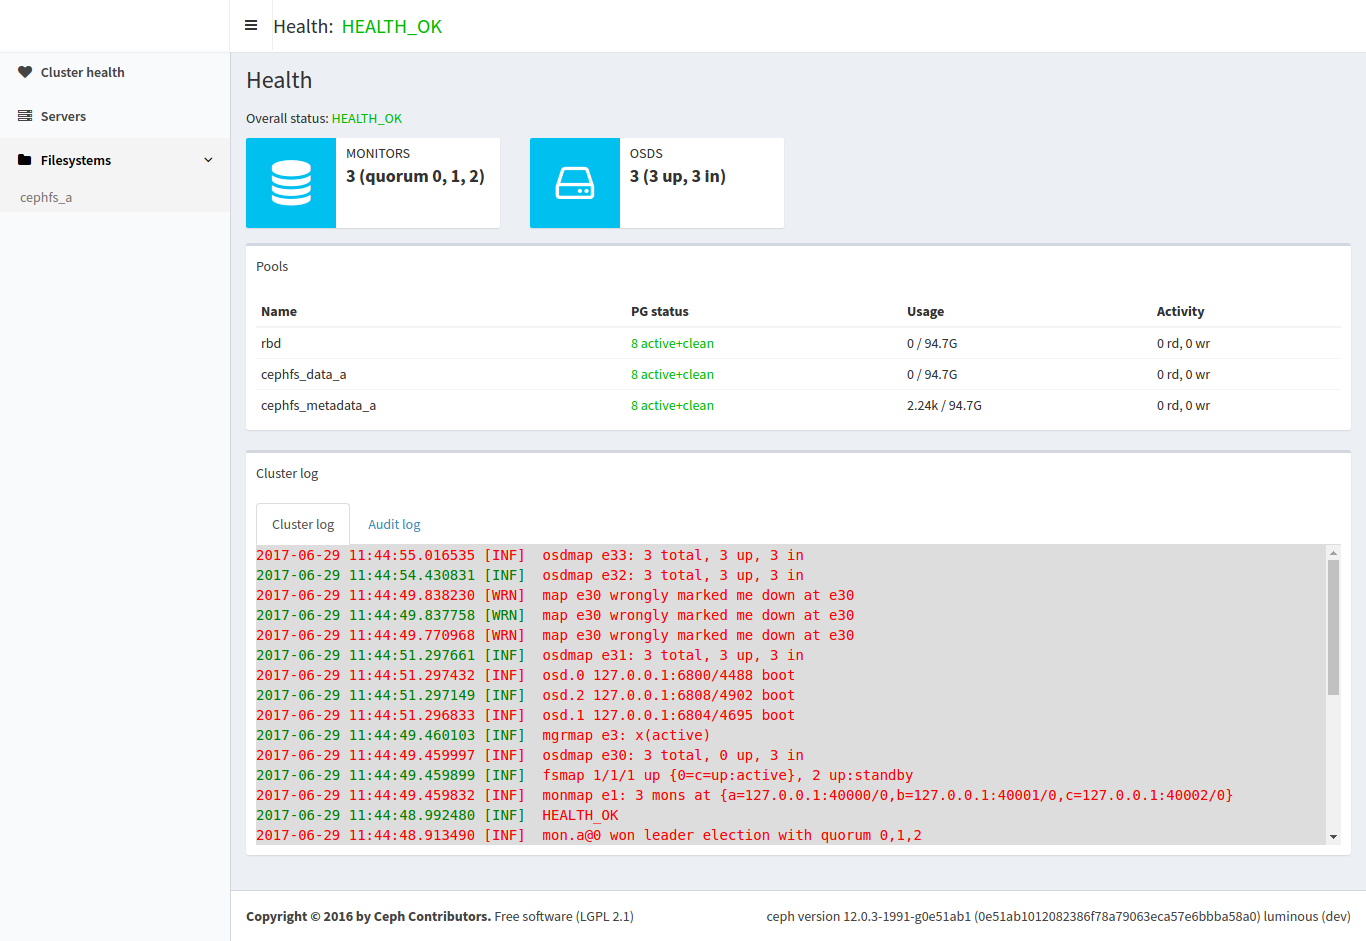 Health: HEALTH_OK
Cluster health
Servers
Filesystems
cephfs_a
Health
Overall status: HEALTH_OK
MONITORS
3 (quorum 0, 1, 2)
OSDS
3 (3 up, 3 in)
Pools
Name PG status Usage Activity
rbd 8 active+clean 0 / 94.7G 0 rd, 0 wr
cephfs_data_a 8 active+clean 0 / 94.7G 0 rd, 0 wr
cephfs_metadata_a 8 active+clean 2.24k / 94.7G 0 rd, 0 wr
Cluster log
Cluster log Audit log
2017-06-29 11:44:55.016535 [INF] osdmap e33: 3 total, 3 up, 3 in
2017-06-29 11:44:54.430831 [INF] osdmap e32: 3 total, 3 up, 3 in
2017-06-29 11:44:49.838230 [WRN] map e30 wrongly marked me down at e30
2017-06-29 11:44:49.837758 [WRN] map e30 wrongly marked me down at e30
2017-06-29 11:44:49.770968 [WRN] map e30 wrongly marked me down at e30
2017-06-29 11:44:51.297661 [INF] osdmap e31: 3 total, 3 up, 3 in
2017-06-29 11:44:51.297432 [INF] osd.0 127.0.0.1:6800/4488 boot
2017-06-29 11:44:51.297149 [INF] osd.2 127.0.0.1:6808/4902 boot
2017-06-29 11:44:51.296833 [INF] osd.1 127.0.0.1:6804/4695 boot
2017-06-29 11:44:49.460103 [INF] mgrmap e3: x(active)
2017-06-29 11:44:49.459997 [INF] osdmap e30: 3 total, 0 up, 3 in
2017-06-29 11:44:49.459899 [INF] fsmap 1/1/1 up {0=c=up:active}, 2 up:standby
2017-06-29 11:44:49.459832 [INF] monmap e1: 3 mons at {a=127.0.0.1:40000/0,b=127.0.0.1:40001/0,c=127.0.0.1:40002/0}
2017-06-29 11:44:48.992480 [INF] HEALTH_OK
2017-06-29 11:44:48.913490 [INF] mon.a@0 won leader election with quorum 0,1,2
Copyright © 2016 by Ceph Contributors. Free software (LGPL 2.1)
ceph version 12.0.3-1991-g0e51ab1 (0e51ab1012082386f78a79063eca57e6bbba58a0) luminous (dev)